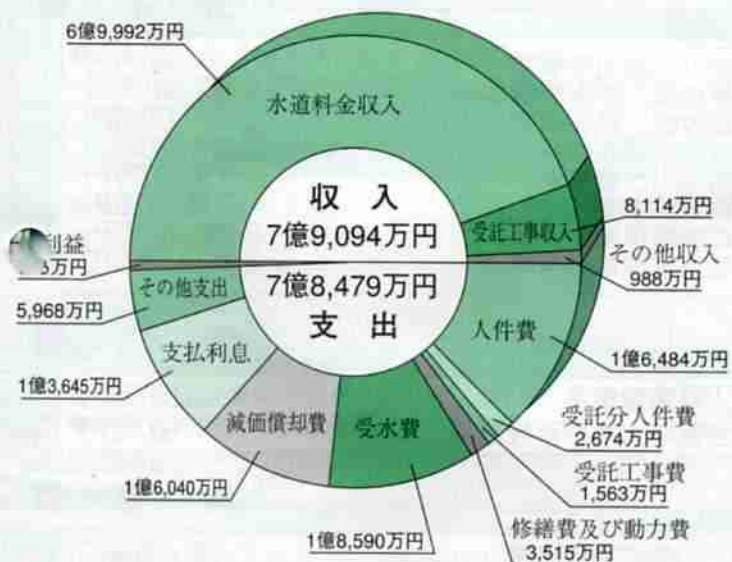 6億9,992万円
水道料金収入
収 入
7億9,094万円
受託工事収入
8,114万円
その他収入
988万円
利益
万円
その他支出
5,968万円
7億8,479万円
支 出
人件費
1億6,484万円
支払利息
1億3,645万円
減価償却費
1億6,040万円
受水費
1億8,590万円
受託分人件費
2,674万円
受託工事費
1,563万円
修繕費及び動力費
3,515万円